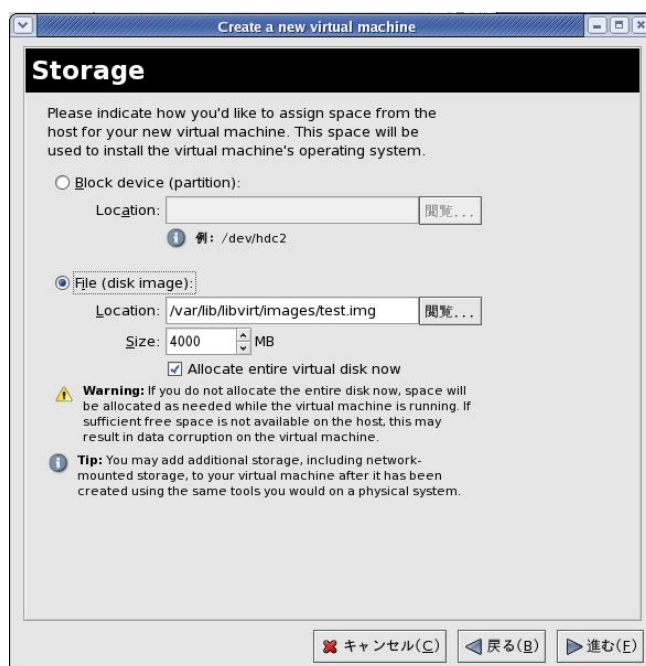 Create a new virtual machine
Storage
Please indicate how you'd like to assign space from the
host for your new virtual machine. This space will be
used to install the virtual machine's operating system.
Block device (partition):
Location: 閲覧...
例: /dev/hdc2
File (disk image):
Location: /var/lib/libvirt/images/test.img 閲覧...
Size: 4000 MB
Allocate entire virtual disk now
Warning: If you do not allocate the entire disk now, space will
be allocated as needed while the virtual machine is running. If
sufficient free space is not available on the host, this may
result in data corruption on the virtual machine.
Tip: You may add additional storage, including network-
mounted storage, to your virtual machine after it has been
created using the same tools you would on a physical system.
キャンセル(C) 戻る(B) 進む(F)